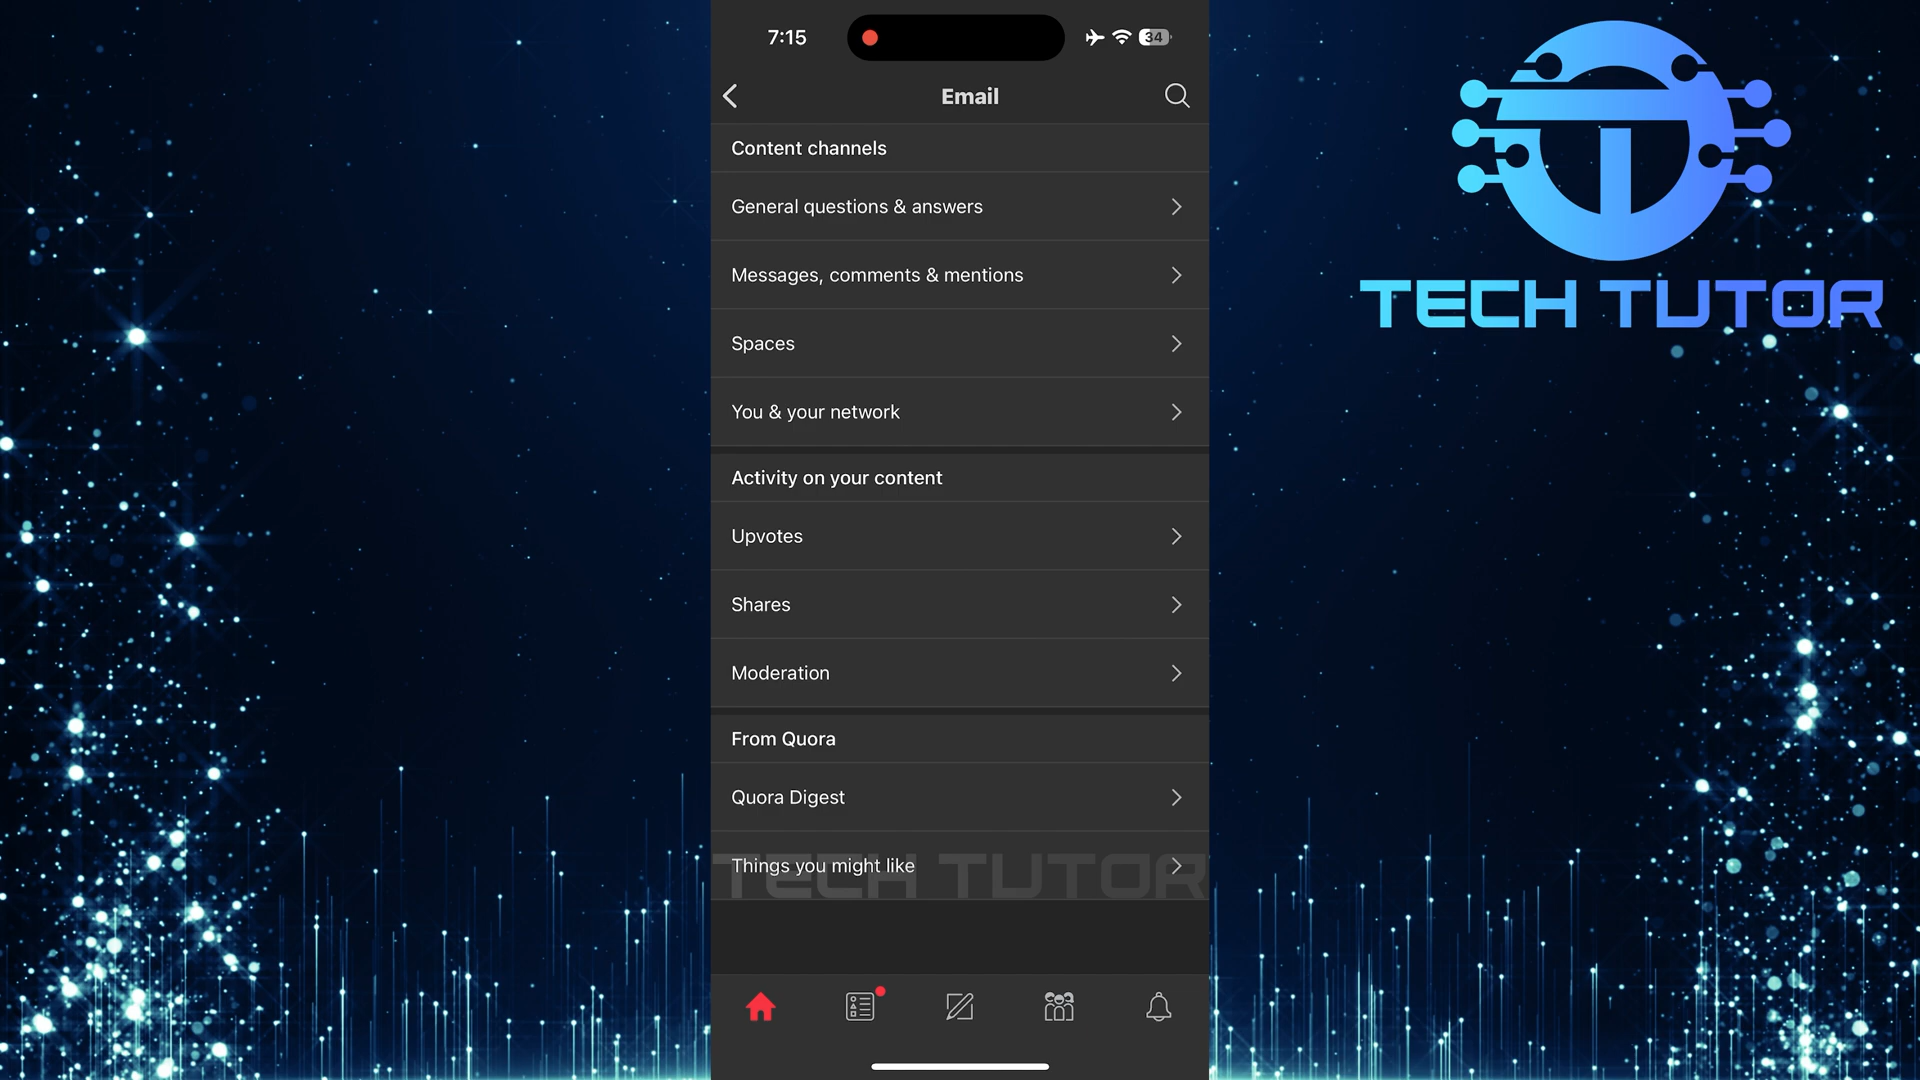 7:15
34
Email
Content channels
General questions & answers
Messages, comments & mentions
Spaces
You & your network
Activity on your content
Upvotes
Shares
Moderation
From Quora
Quora Digest
Things you might like
TECH TUTOR
TECH TUTOR